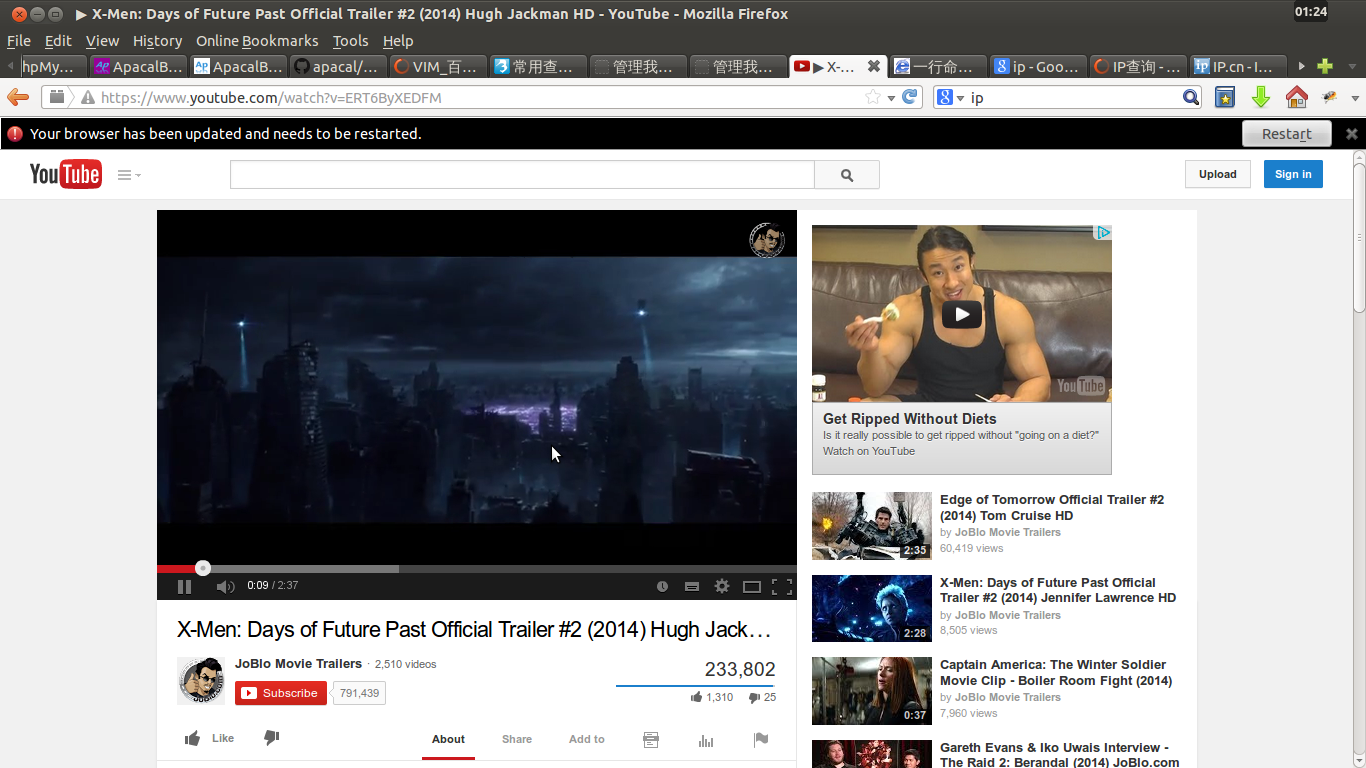 ▶ X-Men: Days of Future Past Official Trailer #2 (2014) Hugh Jackman HD - YouTube - Mozilla Firefox
01:24
File Edit View History Online Bookmarks Tools Help
hpMy... ApacalB... ApacalB... apacal/... VIM_百... 常用查... 管理我... 管理我... ▶ X-... 一行命... ip - Goo... IP查询 - ... IP.cn - I...
https://www.youtube.com/watch?v=ERT6ByXEDFM
ip
Your browser has been updated and needs to be restarted.
Restart
YouTube
Upload
Sign in
0:09 / 2:37
X-Men: Days of Future Past Official Trailer #2 (2014) Hugh Jack...
JoBlo Movie Trailers · 2,510 videos
Subscribe 791,439
233,802
1,310 25
Like
About Share Add to
YouTube
Get Ripped Without Diets
Is it really possible to get ripped without "going on a diet?"
Watch on YouTube
2:35
Edge of Tomorrow Official Trailer #2
(2014) Tom Cruise HD
by JoBlo Movie Trailers
60,419 views
2:28
X-Men: Days of Future Past Official
Trailer #2 (2014) Jennifer Lawrence HD
by JoBlo Movie Trailers
8,505 views
0:37
Captain America: The Winter Soldier
Movie Clip - Boiler Room Fight (2014)
by JoBlo Movie Trailers
7,960 views
Gareth Evans & Iko Uwais Interview -
The Raid 2: Berandal (2014) JoBlo.com